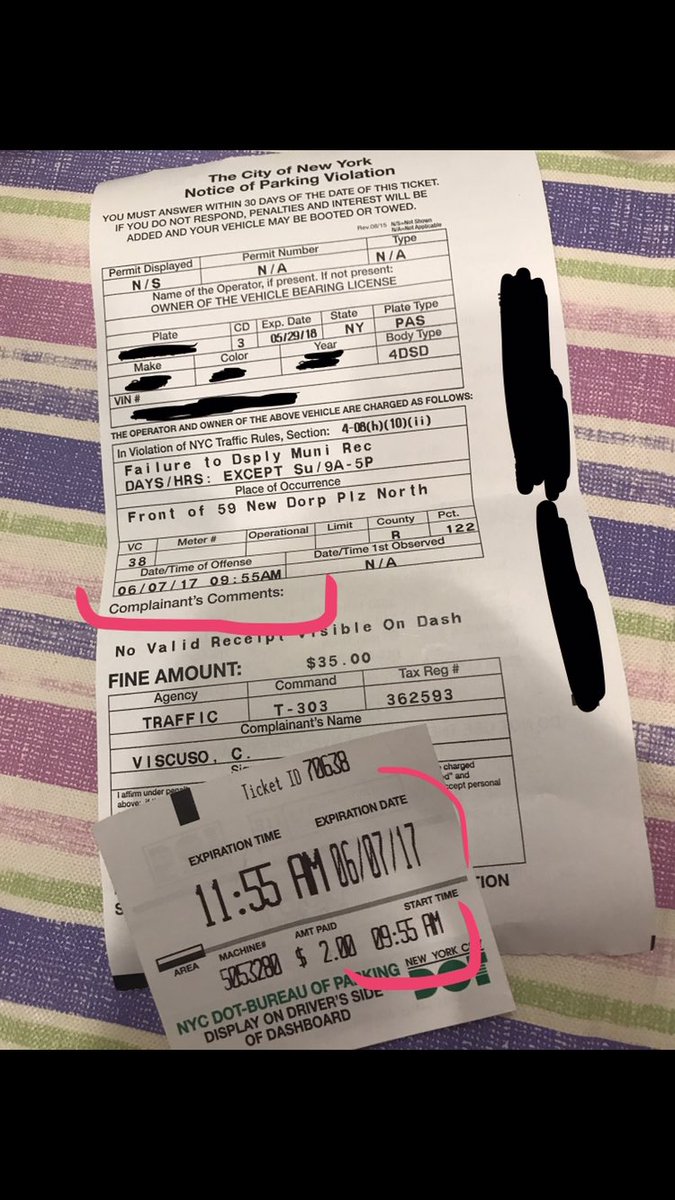 The City of New York
Notice of Parking Violation
YOU MUST ANSWER WITHIN 30 DAYS OF THE DATE OF THIS TICKET.
IF YOU DO NOT RESPOND, PENALTIES AND INTEREST WILL BE
ADDED AND YOUR VEHICLE MAY BE BOOTED OR TOWED.
Rev.08/15 N/S=Not Shown
N/A=Not Applicable
Permit Displayed Permit Number Type
N/S N/A N/A
Name of the Operator, if present. If not present:
OWNER OF THE VEHICLE BEARING LICENSE
Plate CD Exp. Date State Plate Type
3 05/29/18 NY PAS
Make Color Year Body Type
4DSD
VIN #
THE OPERATOR AND OWNER OF THE ABOVE VEHICLE ARE CHARGED AS FOLLOWS:
In Violation of NYC Traffic Rules, Section: 4-08(h)(10)(ii)
Failure to Dsply Muni Rec
DAYS/HRS: EXCEPT Su/9A-5P
Place of Occurrence
Front of 59 New Dorp Plz North
VC Meter # Operational Limit County Pct.
38 R 122
Date/Time of Offense Date/Time 1st Observed
06/07/17 09:55AM N/A
Complainant's Comments:
No Valid Receipt Visible On Dash
FINE AMOUNT: $35.00
Agency Command Tax Reg #
TRAFFIC T-303 362593
Complainant's Name
VISCUSO, C.
I affirm under
charged
above:
and
personal
Ticket ID 70638
EXPIRATION TIME EXPIRATION DATE
11:55 AM 06/07/17
AREA MACHINE# AMT PAID START TIME
5053280 $ 2.00 09:55 AM
NYC DOT-BUREAU OF PARKING
DISPLAY ON DRIVER'S SIDE
OF DASHBOARD
NEW YORK CITY
DOT